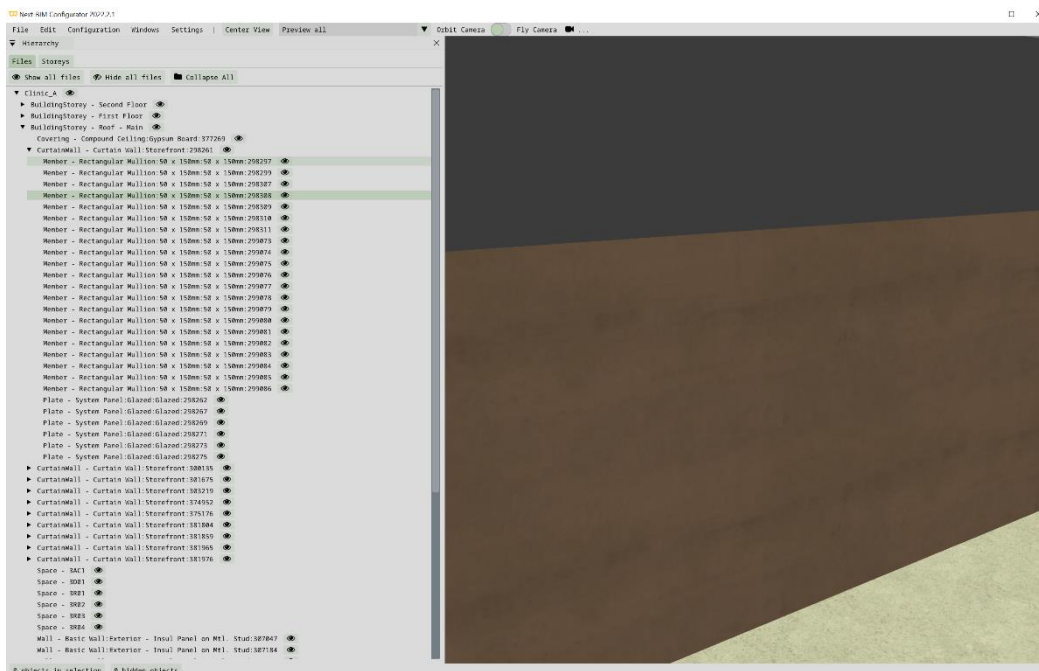 Next BIM Configurator 2022.2.1
File Edit Configuration Windows Settings | Center View Preview all Orbit Camera Fly Camera ...
Hierarchy
Files Storeys
Show all files Hide all files Collapse All
Clinic_A
BuildingStorey - Second Floor
BuildingStorey - First Floor
BuildingStorey - Roof - Main
Covering - Compound Ceiling:Gypsum Board:377269
CurtainWall - Curtain Wall:Storefront:298261
Member - Rectangular Mullion:50 x 150mm:50 x 150mm:298297
Member - Rectangular Mullion:50 x 150mm:50 x 150mm:298299
Member - Rectangular Mullion:50 x 150mm:50 x 150mm:298307
Member - Rectangular Mullion:50 x 150mm:50 x 150mm:298308
Member - Rectangular Mullion:50 x 150mm:50 x 150mm:298309
Member - Rectangular Mullion:50 x 150mm:50 x 150mm:298310
Member - Rectangular Mullion:50 x 150mm:50 x 150mm:298311
Member - Rectangular Mullion:50 x 150mm:50 x 150mm:299073
Member - Rectangular Mullion:50 x 150mm:50 x 150mm:299074
Member - Rectangular Mullion:50 x 150mm:50 x 150mm:299075
Member - Rectangular Mullion:50 x 150mm:50 x 150mm:299076
Member - Rectangular Mullion:50 x 150mm:50 x 150mm:299077
Member - Rectangular Mullion:50 x 150mm:50 x 150mm:299078
Member - Rectangular Mullion:50 x 150mm:50 x 150mm:299079
Member - Rectangular Mullion:50 x 150mm:50 x 150mm:299080
Member - Rectangular Mullion:50 x 150mm:50 x 150mm:299081
Member - Rectangular Mullion:50 x 150mm:50 x 150mm:299082
Member - Rectangular Mullion:50 x 150mm:50 x 150mm:299083
Member - Rectangular Mullion:50 x 150mm:50 x 150mm:299084
Member - Rectangular Mullion:50 x 150mm:50 x 150mm:299085
Member - Rectangular Mullion:50 x 150mm:50 x 150mm:299086
Plate - System Panel:Glazed:Glazed:298262
Plate - System Panel:Glazed:Glazed:298267
Plate - System Panel:Glazed:Glazed:298269
Plate - System Panel:Glazed:Glazed:298271
Plate - System Panel:Glazed:Glazed:298273
Plate - System Panel:Glazed:Glazed:298275
CurtainWall - Curtain Wall:Storefront:300135
CurtainWall - Curtain Wall:Storefront:301675
CurtainWall - Curtain Wall:Storefront:303219
CurtainWall - Curtain Wall:Storefront:374952
CurtainWall - Curtain Wall:Storefront:375176
CurtainWall - Curtain Wall:Storefront:381804
CurtainWall - Curtain Wall:Storefront:381859
CurtainWall - Curtain Wall:Storefront:381965
CurtainWall - Curtain Wall:Storefront:381976
Space - 3AC1
Space - 3D01
Space - 3R01
Space - 3R02
Space - 3R03
Space - 3R04
Wall - Basic Wall:Exterior - Insul Panel on Mtl. Stud:307047
Wall - Basic Wall:Exterior - Insul Panel on Mtl. Stud:307184
0 objects in selection 0 hidden objects